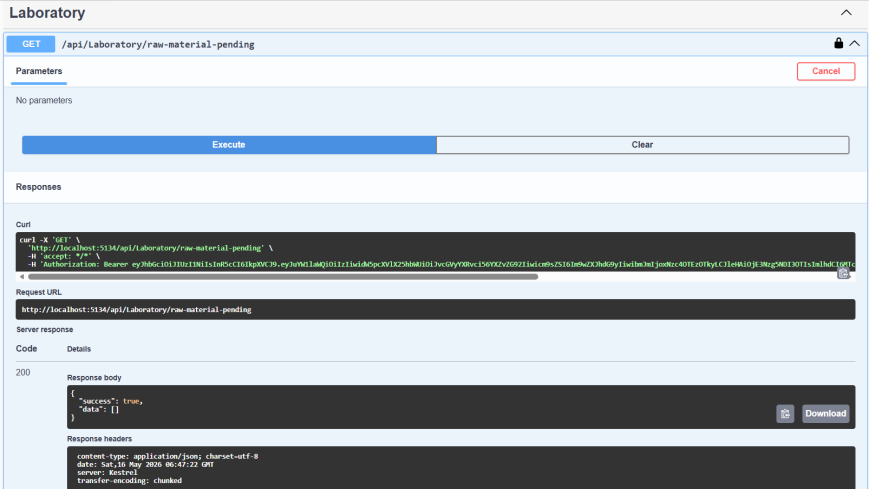 Laboratory
GET /api/Laboratory/raw-material-pending
Parameters
Cancel
No parameters
Execute
Clear
Responses
Curl
curl -X 'GET' \
'http://localhost:5134/api/Laboratory/raw-material-pending' \
-H 'accept: */*' \
-H 'Authorization: Bearer
Request URL
http://localhost:5134/api/Laboratory/raw-material-pending
Server response
Code
Details
200
Response body
{
"success": true,
"data": []
}
Download
Response headers
content-type: application/json; charset=utf-8
date: Sat,16 May 2026 06:47:22 GMT
server: Kestrel
transfer-encoding: chunked